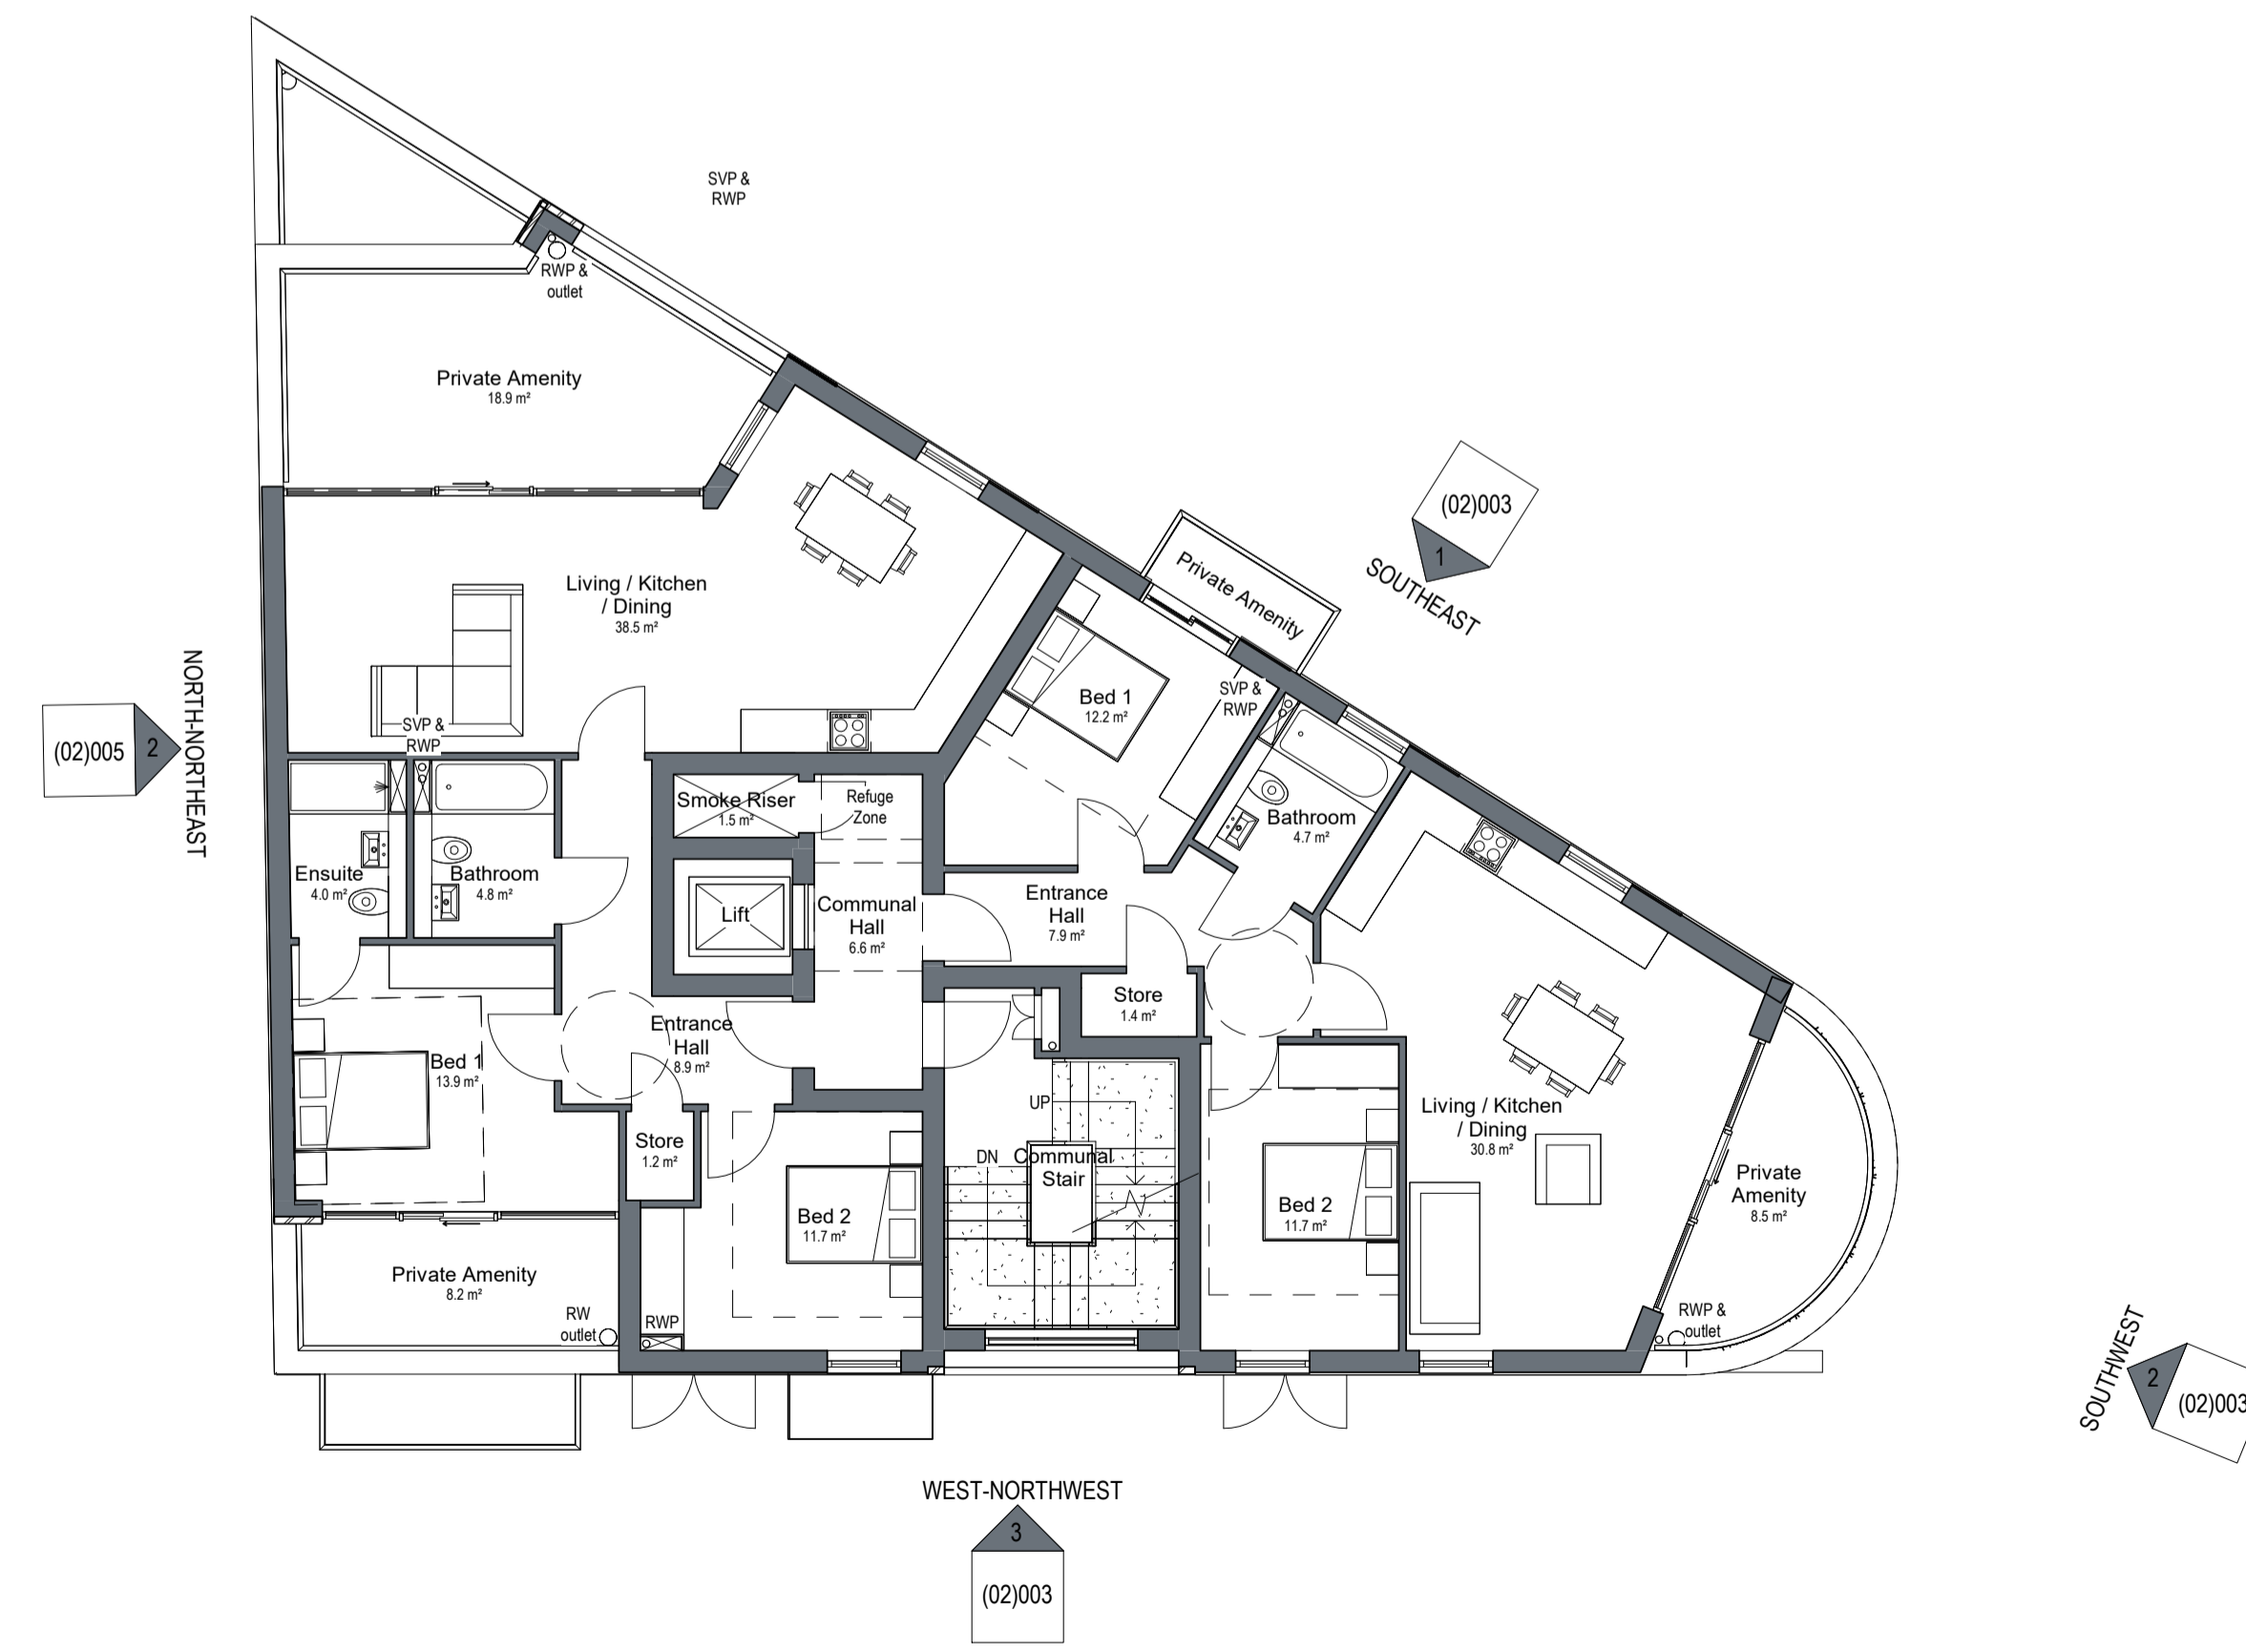 SVP &
RWP
RWP &
outlet
Private Amenity
18.9 m²
(02)003
1
SOUTHEAST
Private Amenity
Living / Kitchen
/ Dining
38.5 m²
NORTH-NORTHEAST
(02)005
2
SVP &
RWP
Bed 1
12.2 m²
SVP &
RWP
Smoke Riser
1.5 m²
Refuge
Zone
Bathroom
4.7 m²
Ensuite
4.0 m²
Bathroom
4.8 m²
Lift
Communal
Hall
6.6 m²
Entrance
Hall
7.9 m²
Store
1.4 m²
Entrance
Hall
8.9 m²
Bed 1
13.9 m²
Store
1.2 m²
UP
DN
Communal
Stair
Living / Kitchen
/ Dining
30.8 m²
Private
Amenity
8.5 m²
Bed 2
11.7 m²
Bed 2
11.7 m²
Private Amenity
8.2 m²
RW
outlet
RWP
RWP &
outlet
SOUTHWEST
2
(02)003
WEST-NORTHWEST
3
(02)003